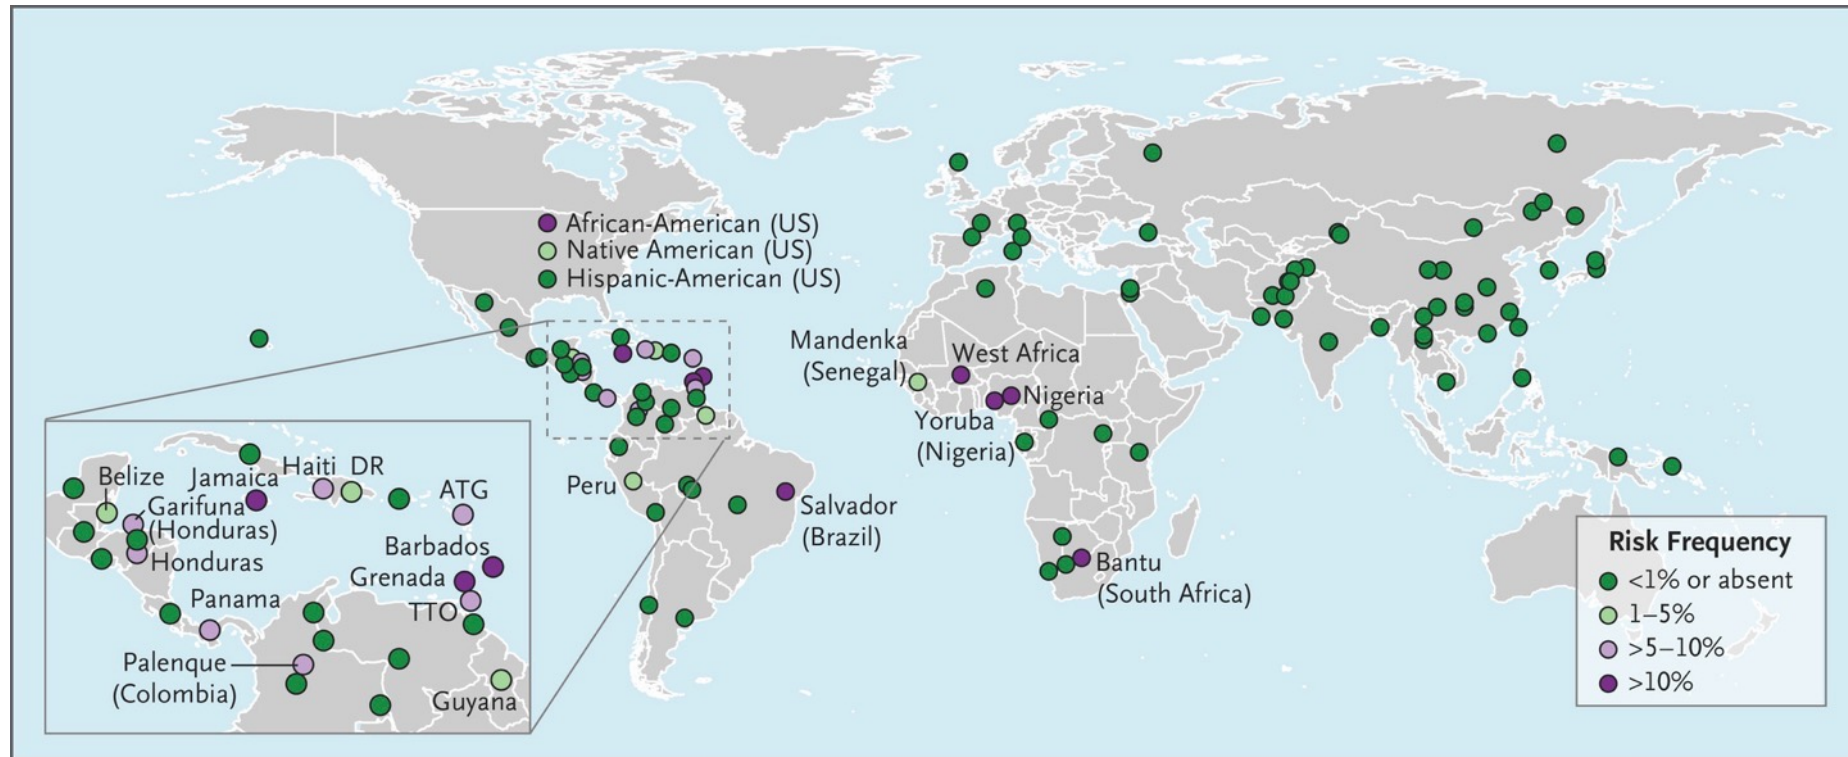 African-American (US)
Native American (US)
Hispanic-American (US)
Mandenka
(Senegal)
West Africa
Nigeria
Yoruba
(Nigeria)
Peru
Salvador
(Brazil)
Bantu
(South Africa)
Belize
Jamaica
Haiti
DR
ATG
Garifuna
(Honduras)
Honduras
Barbados
Grenada
Panama
TTO
Palenque
(Colombia)
Guyana
Risk Frequency
<1% or absent
1–5%
>5–10%
>10%